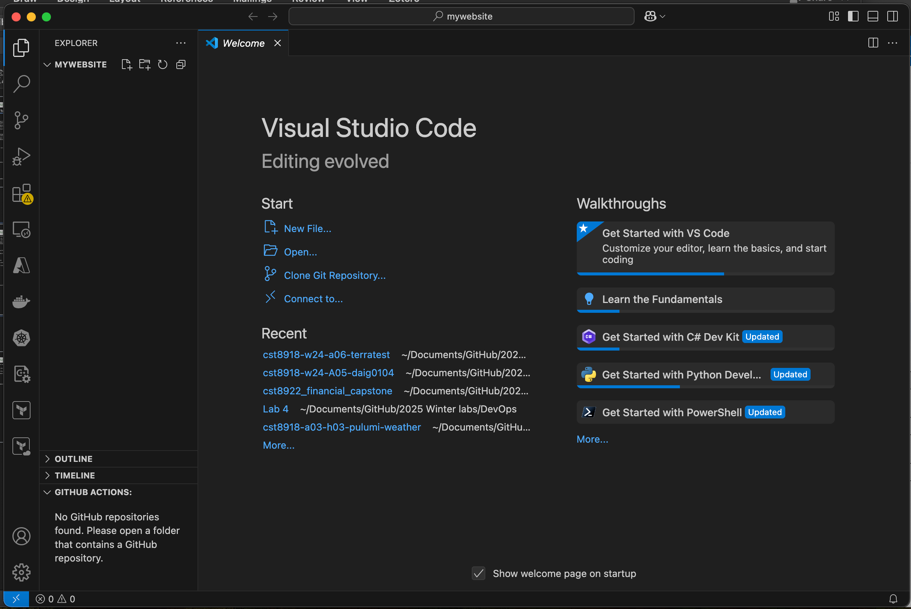 mywebsite
EXPLORER
Welcome
MYWEBSITE
Visual Studio Code
Editing evolved
Start
New File...
Open...
Clone Git Repository...
Connect to...
Recent
cst8918-w24-a06-terratest ~/Documents/GitHub/202...
cst8918-w24-A05-daig0104 ~/Documents/GitHub/202...
cst8922_financial_capstone ~/Documents/GitHub/202...
Lab 4 ~/Documents/GitHub/2025 Winter labs/DevOps
cst8918-a03-h03-pulumi-weather ~/Documents/GitHu...
More...
Walkthroughs
Get Started with VS Code
Customize your editor, learn the basics, and start
coding
Learn the Fundamentals
Get Started with C# Dev Kit Updated
Get Started with Python Devel... Updated
Get Started with PowerShell Updated
More...
OUTLINE
TIMELINE
GITHUB ACTIONS:
No GitHub repositories
found. Please open a folder
that contains a GitHub
repository.
Show welcome page on startup
0 0